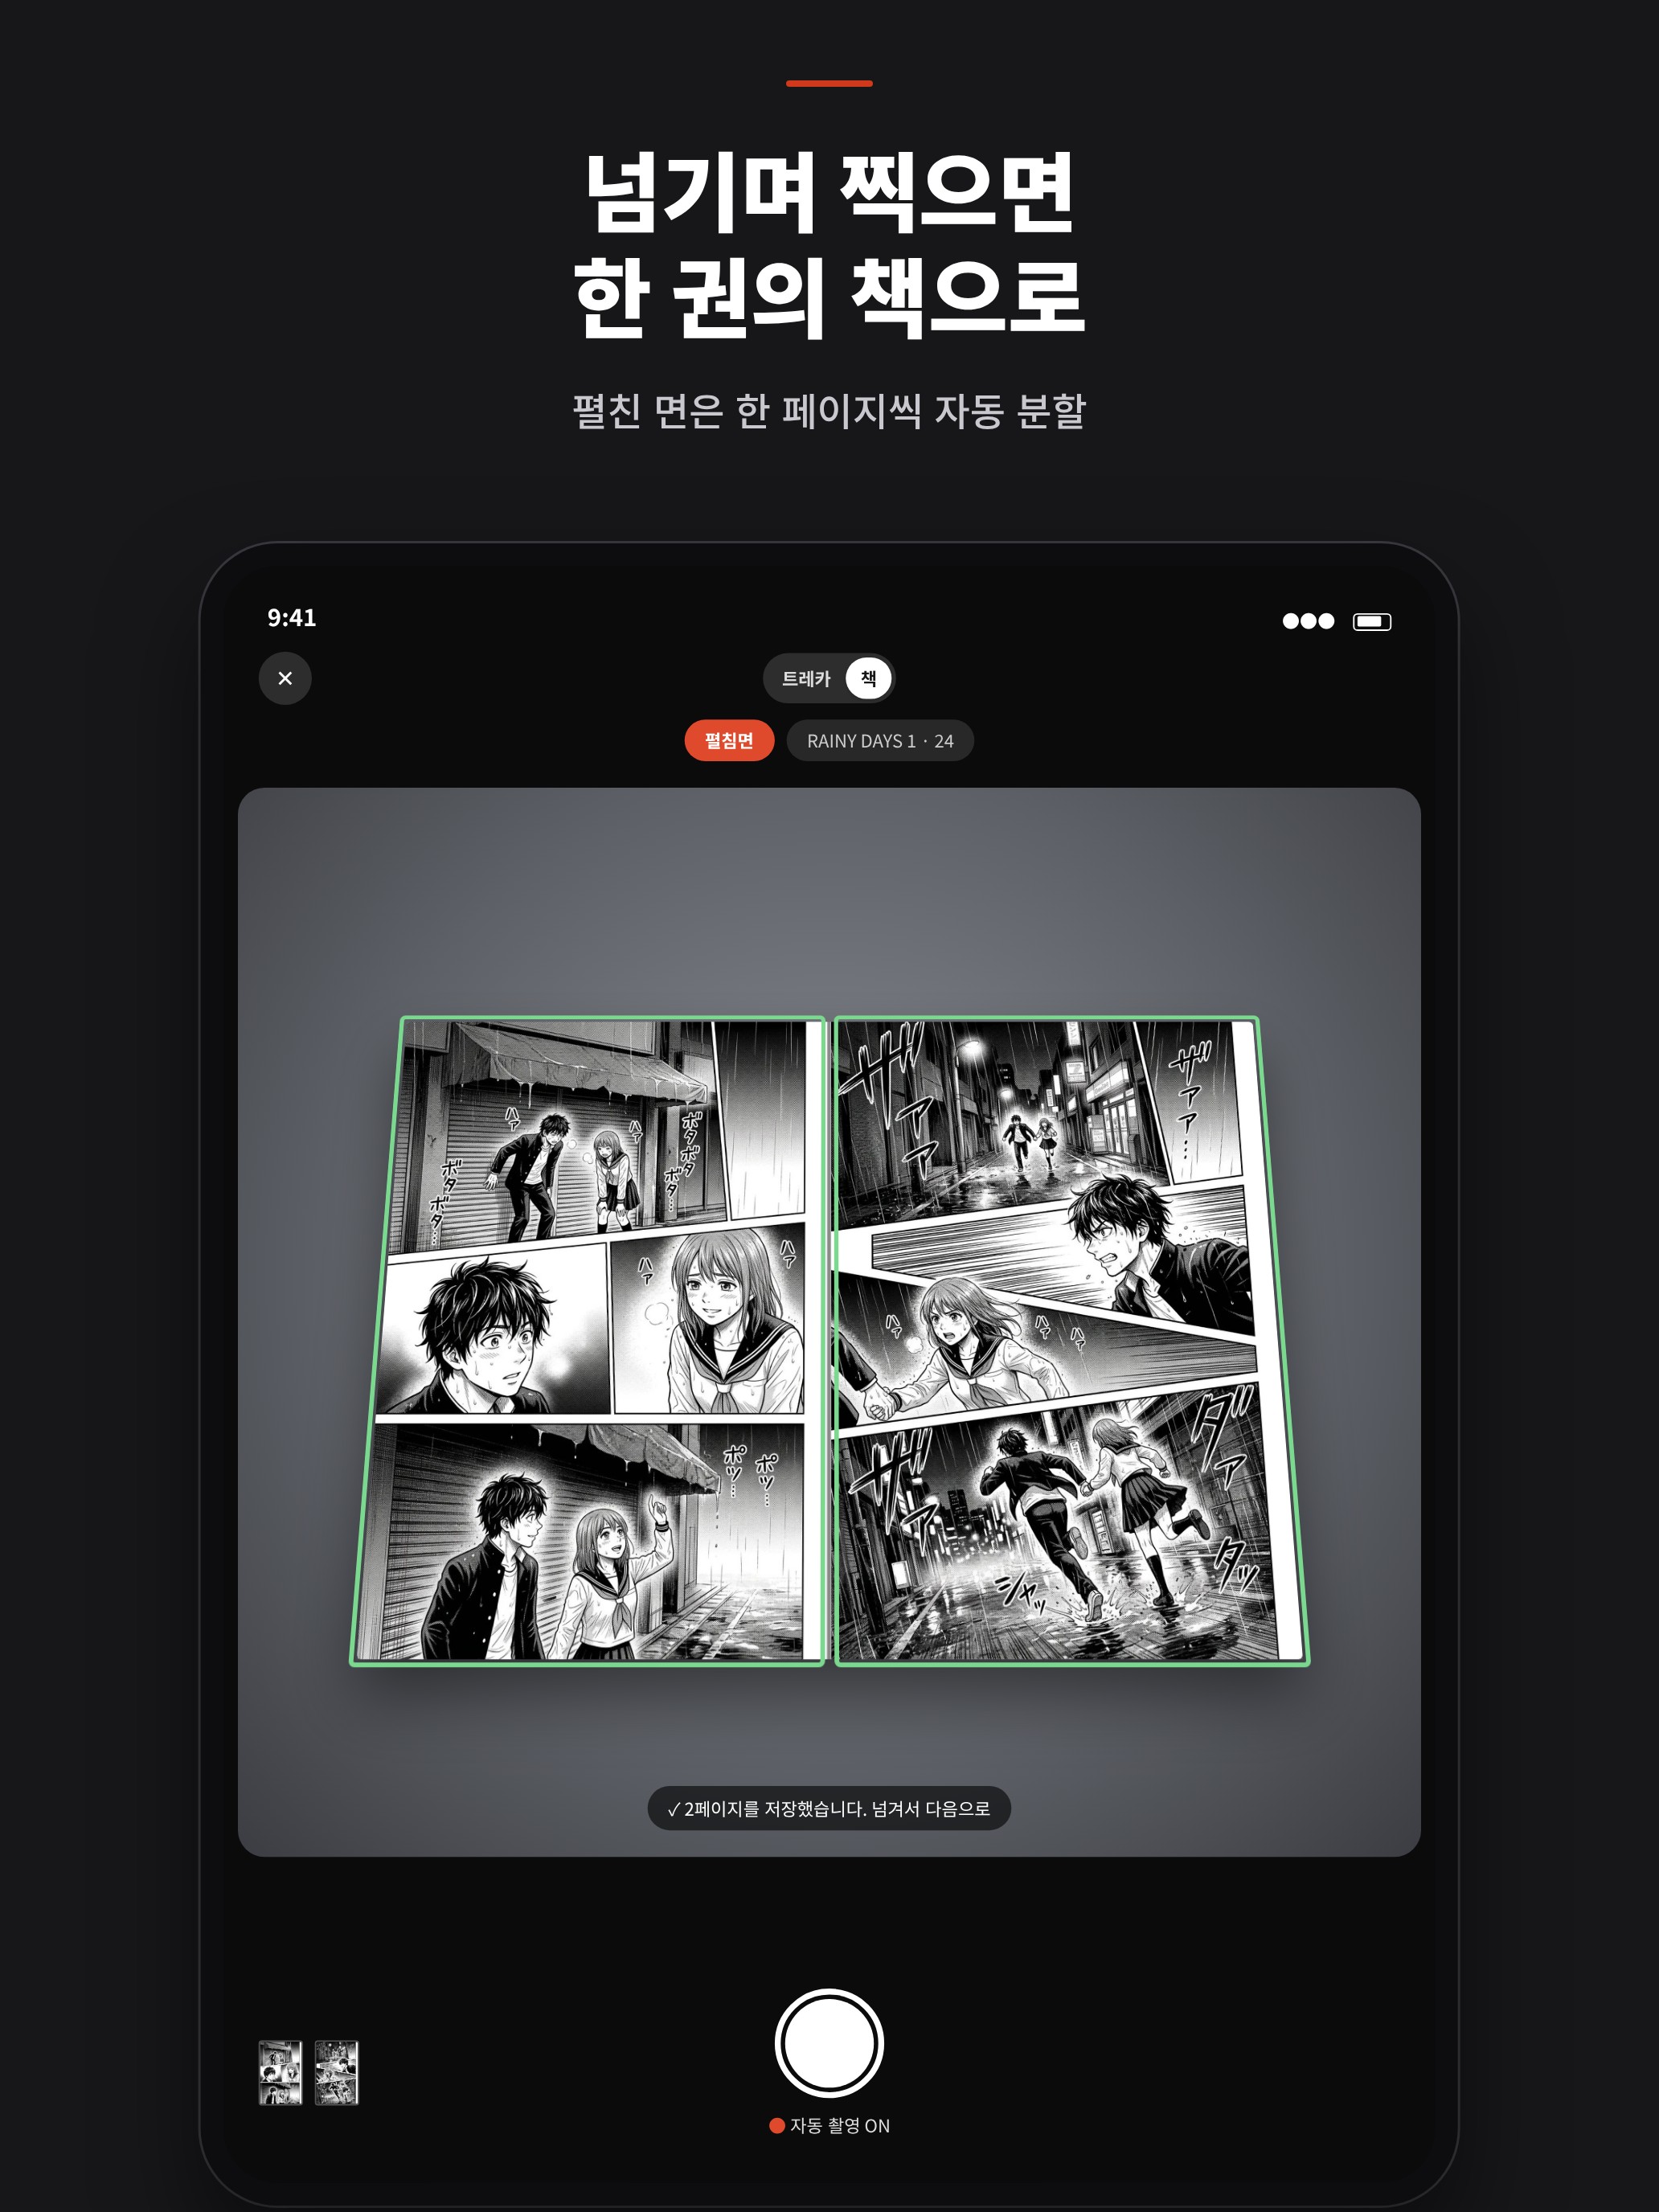 넘기며 찍으면
한 권의 책으로
펼친 면은 한 페이지씩 자동 분할
9:41
트레카 책
펼침면 RAINY DAYS 1 · 24
ザァァ
ザァァァ…
ハァ
ハァ
ボタボタ
ボタ…
ボタ
ボタ…
ハァ
ハァ
ハァ
ハァ
ハァ
ポツ…
ポツ…
ザァァ
ダァ
シャッ
タッ
✓ 2페이지를 저장했습니다. 넘겨서 다음으로
자동 촬영 ON